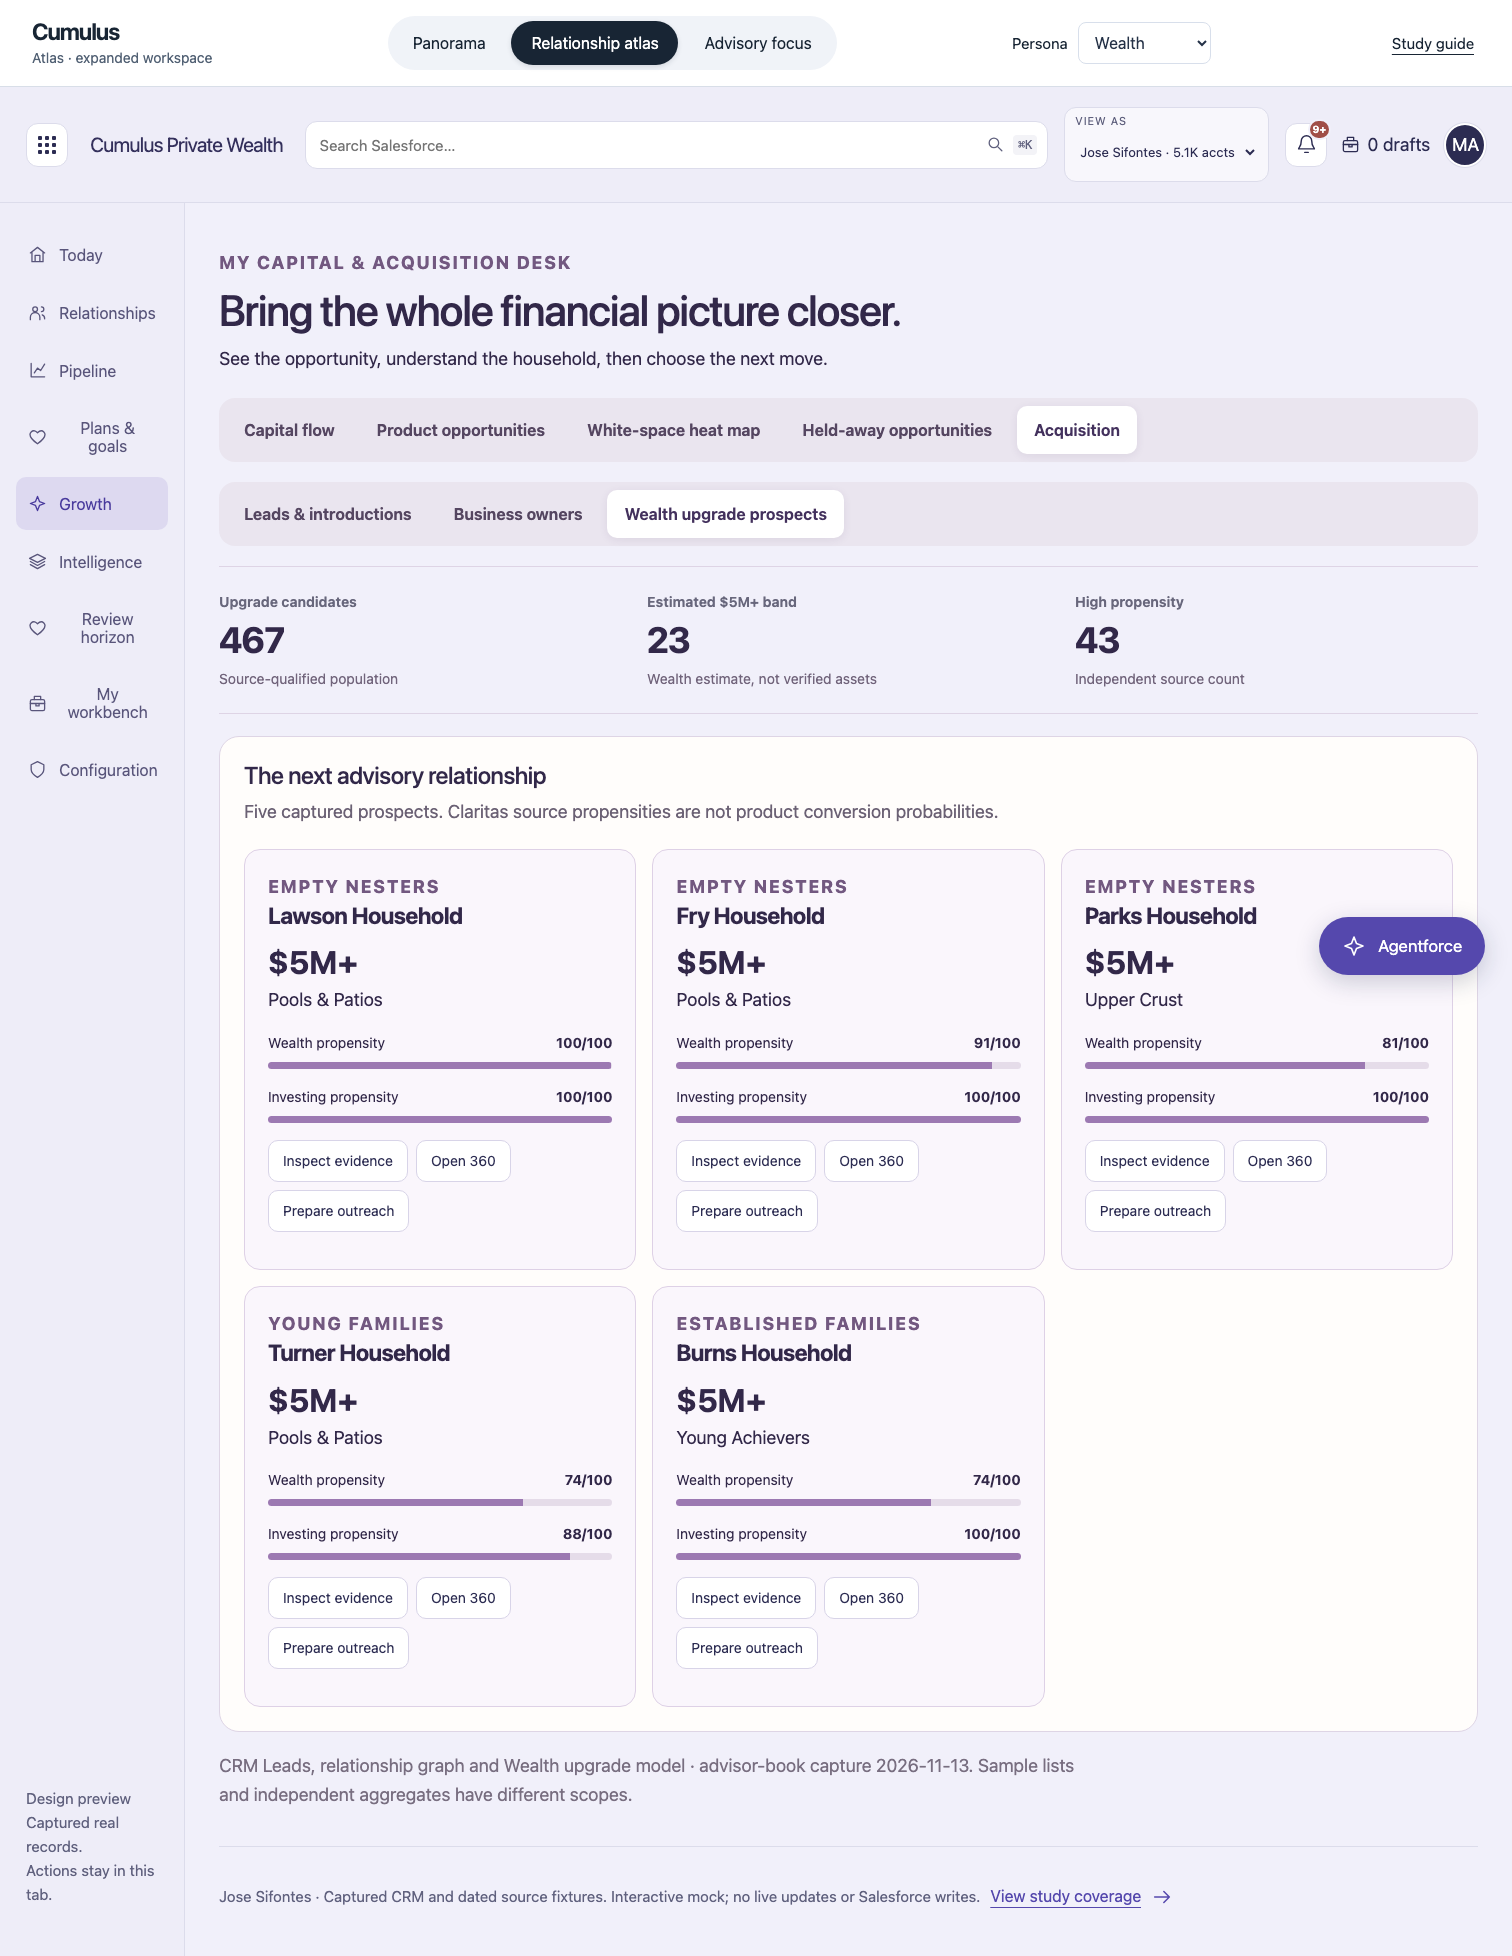 Cumulus
Atlas · expanded workspace
Panorama
Relationship atlas
Advisory focus
Persona
Wealth
Study guide
Cumulus Private Wealth
Search Salesforce...
⌘K
VIEW AS
Jose Sifontes · 5.1K accts
9+
0 drafts
MA
Today
Relationships
Pipeline
Plans &
goals
Growth
Intelligence
Review
horizon
My
workbench
Configuration
Design preview
Captured real
records.
Actions stay in this
tab.
MY CAPITAL & ACQUISITION DESK
Bring the whole financial picture closer.
See the opportunity, understand the household, then choose the next move.
Capital flow
Product opportunities
White-space heat map
Held-away opportunities
Acquisition
Leads & introductions
Business owners
Wealth upgrade prospects
Upgrade candidates
467
Source-qualified population
Estimated $5M+ band
23
Wealth estimate, not verified assets
High propensity
43
Independent source count
The next advisory relationship
Five captured prospects. Claritas source propensities are not product conversion probabilities.
EMPTY NESTERS
Lawson Household
$5M+
Pools & Patios
Wealth propensity 100/100
Investing propensity 100/100
Inspect evidence
Open 360
Prepare outreach
EMPTY NESTERS
Fry Household
$5M+
Pools & Patios
Wealth propensity 91/100
Investing propensity 100/100
Inspect evidence
Open 360
Prepare outreach
EMPTY NESTERS
Parks Household
$5M+
Upper Crust
Wealth propensity 81/100
Investing propensity 100/100
Inspect evidence
Open 360
Prepare outreach
Agentforce
YOUNG FAMILIES
Turner Household
$5M+
Pools & Patios
Wealth propensity 74/100
Investing propensity 88/100
Inspect evidence
Open 360
Prepare outreach
ESTABLISHED FAMILIES
Burns Household
$5M+
Young Achievers
Wealth propensity 74/100
Investing propensity 100/100
Inspect evidence
Open 360
Prepare outreach
CRM Leads, relationship graph and Wealth upgrade model · advisor-book capture 2026-11-13. Sample lists
and independent aggregates have different scopes.
Jose Sifontes · Captured CRM and dated source fixtures. Interactive mock; no live updates or Salesforce writes. View study coverage →